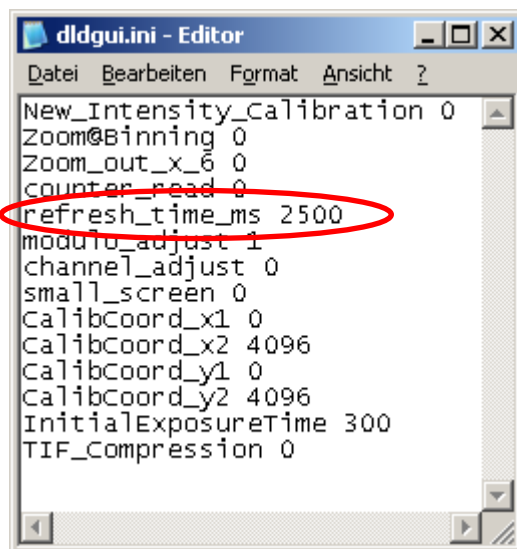 dldgui.ini - Editor
Datei Bearbeiten Format Ansicht ?
New_Intensity_Calibration 0
Zoom@Binning 0
Zoom_out_x_6 0
counter_read 0
refresh_time_ms 2500
modulo_adjust 1
channel_adjust 0
small_screen 0
CalibCoord_x1 0
CalibCoord_x2 4096
CalibCoord_y1 0
CalibCoord_y2 4096
InitialExposureTime 300
TIF_Compression 0